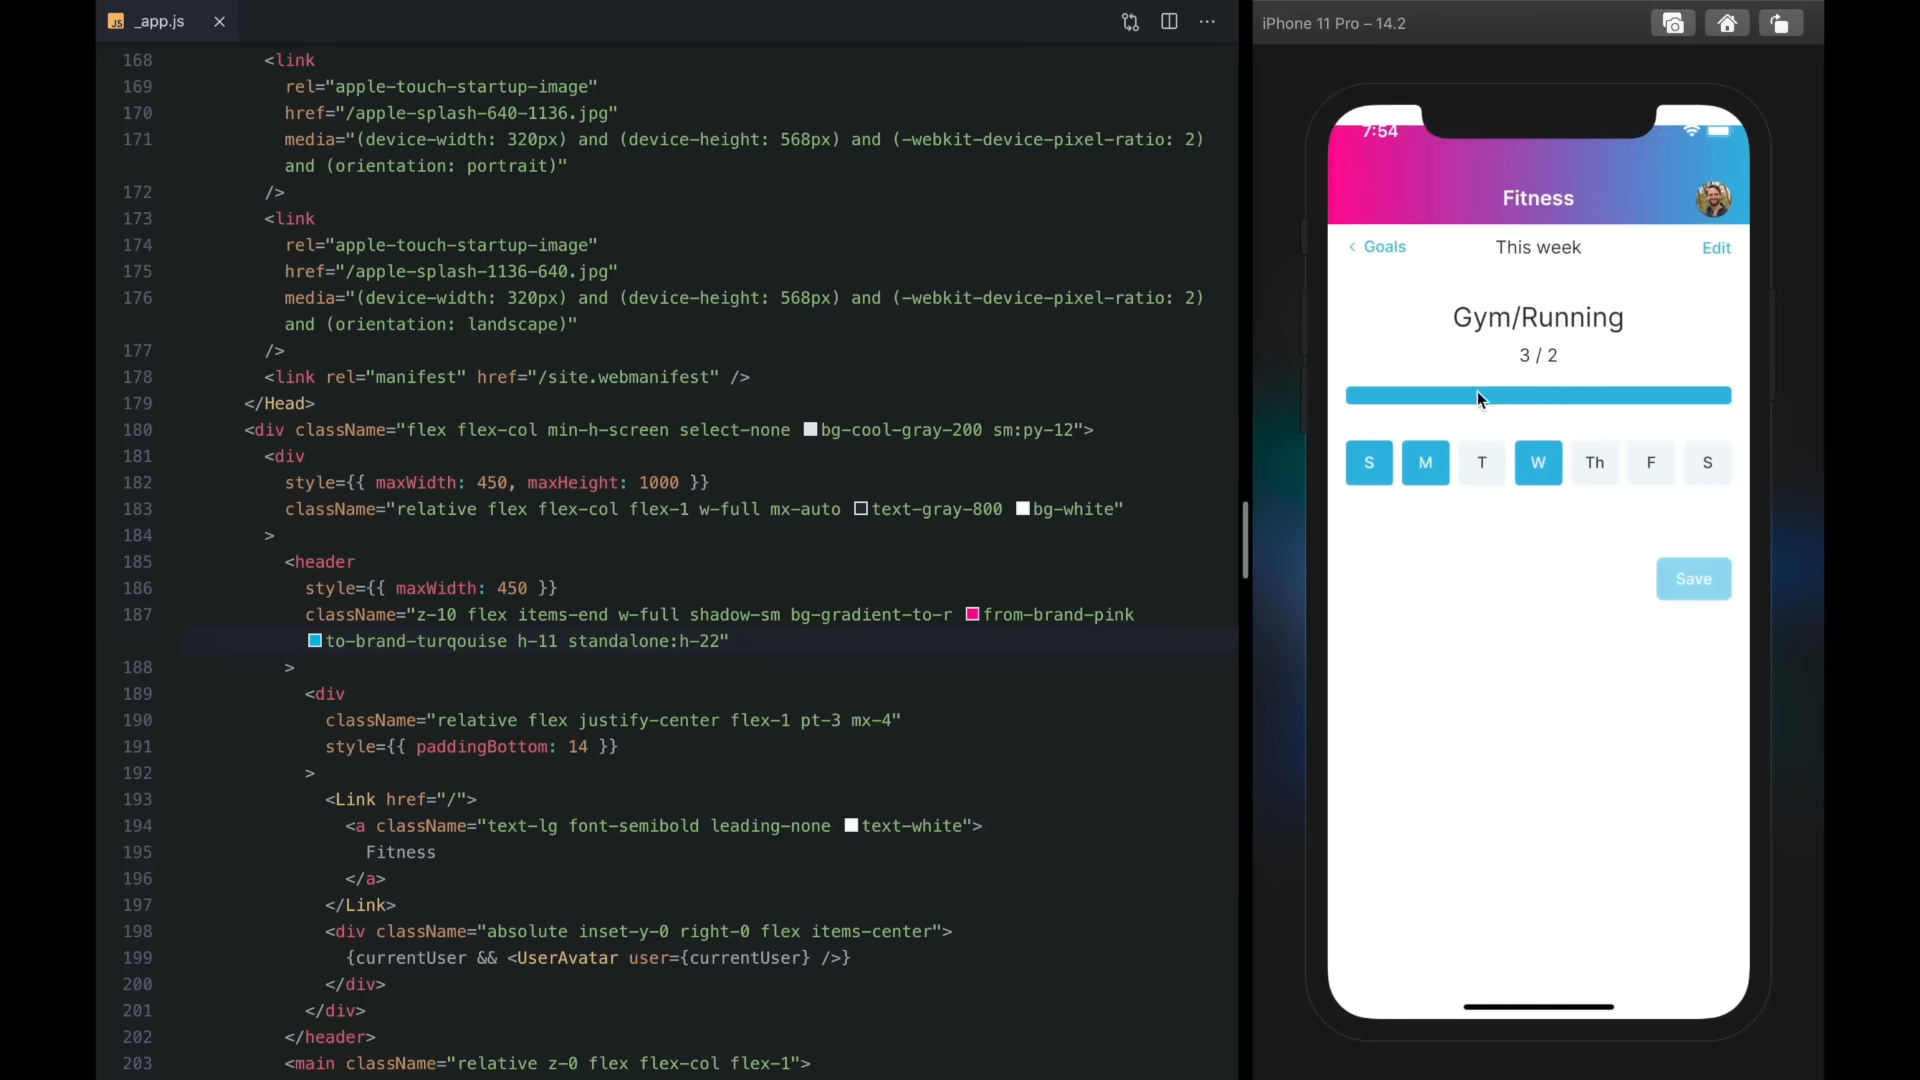 JS _app.js
168 <link
169 rel="apple-touch-startup-image"
170 href="/apple-splash-640-1136.jpg"
171 media="(device-width: 320px) and (device-height: 568px) and (-webkit-device-pixel-ratio: 2)
and (orientation: portrait)"
172 />
173 <link
174 rel="apple-touch-startup-image"
175 href="/apple-splash-1136-640.jpg"
176 media="(device-width: 320px) and (device-height: 568px) and (-webkit-device-pixel-ratio: 2)
and (orientation: landscape)"
177 />
178 <link rel="manifest" href="/site.webmanifest" />
179 </Head>
180 <div className="flex flex-col min-h-screen select-none bg-cool-gray-200 sm:py-12">
181 <div
182 style={{ maxWidth: 450, maxHeight: 1000 }}
183 className="relative flex flex-col flex-1 w-full mx-auto text-gray-800 bg-white"
184 >
185 <header
186 style={{ maxWidth: 450 }}
187 className="z-10 flex items-end w-full shadow-sm bg-gradient-to-r from-brand-pink
to-brand-turqouise h-11 standalone:h-22"
188 >
189 <div
190 className="relative flex justify-center flex-1 pt-3 mx-4"
191 style={{ paddingBottom: 14 }}
192 >
193 <Link href="/">
194 <a className="text-lg font-semibold leading-none text-white">
195 Fitness
196 </a>
197 </Link>
198 <div className="absolute inset-y-0 right-0 flex items-center">
199 {currentUser && <UserAvatar user={currentUser} />}
200 </div>
201 </div>
202 </header>
203 <main className="relative z-0 flex flex-col flex-1">
iPhone 11 Pro – 14.2
7:54
Fitness
Goals This week Edit
Gym/Running
3 / 2
S M T W Th F S
Save